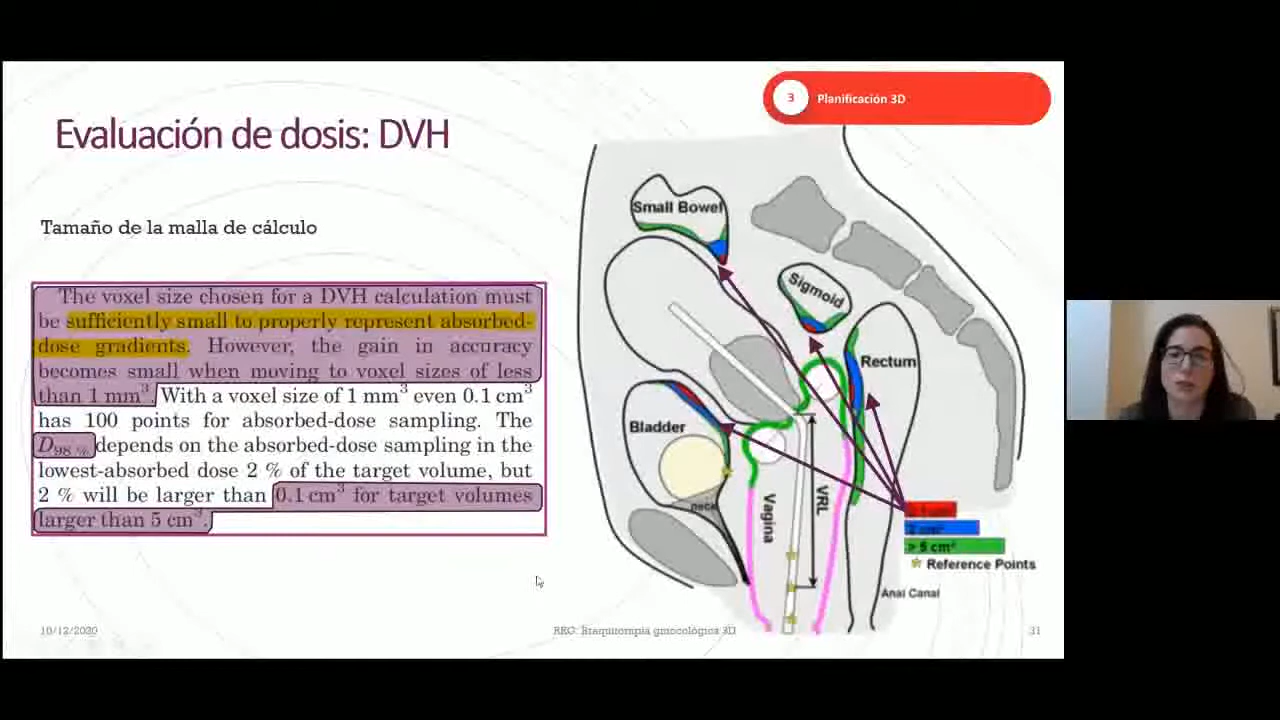 3 Planificación 3D
Evaluación de dosis: DVH
Tamaño de la malla de cálculo
The voxel size chosen for a DVH calculation must
be sufficiently small to properly represent absorbed-
dose gradients. However, the gain in accuracy
becomes small when moving to voxel sizes of less
than 1 mm³. With a voxel size of 1 mm³ even 0.1 cm³
has 100 points for absorbed-dose sampling. The
D98 % depends on the absorbed-dose sampling in the
lowest-absorbed dose 2 % of the target volume, but
2 % will be larger than 0.1 cm³ for target volumes
larger than 5 cm³.
Small Bowel
Sigmoid
Rectum
Bladder
neck
Vagina
VRL
> 5 cm³
Reference Points
Anal Canal
10/12/2020
3D
31